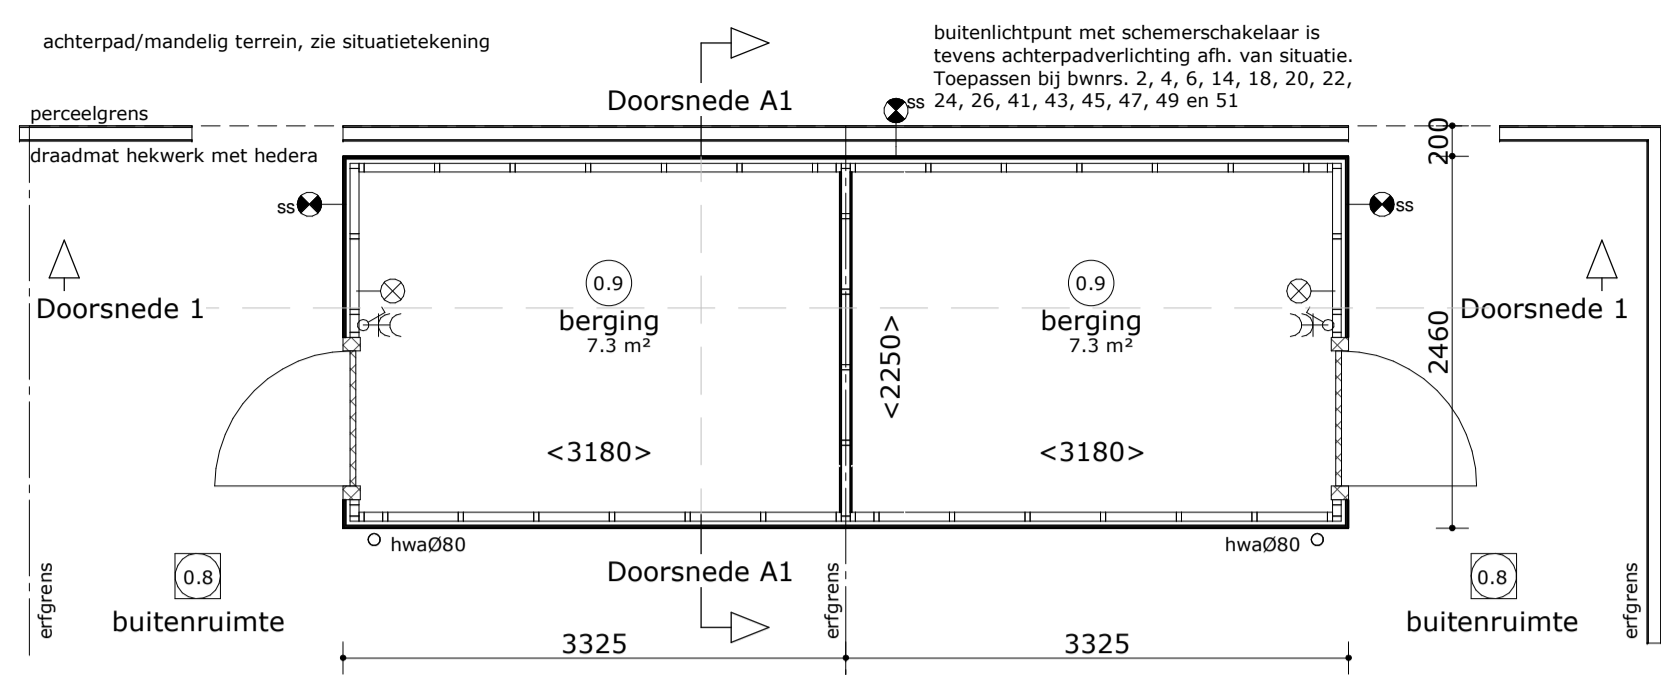 achterpad/mandelig terrein, zie situatietekening
buitenlichtpunt met schemerschakelaar is
tevens achterpadverlichting afh. van situatie.
Toepassen bij bwnrs. 2, 4, 6, 14, 18, 20, 22,
24, 26, 41, 43, 45, 47, 49 en 51
Doorsnede A1
ss
perceelgrens
draadmat hekwerk met hedera
200
ss
ss
Doorsnede 1
0.9
berging
7.3 m²
<2250>
0.9
berging
7.3 m²
2460
Doorsnede 1
<3180>
<3180>
hwaØ80
hwaØ80
0.8
buitenruimte
erfgrens
Doorsnede A1
erfgrens
0.8
buitenruimte
erfgrens
3325
3325